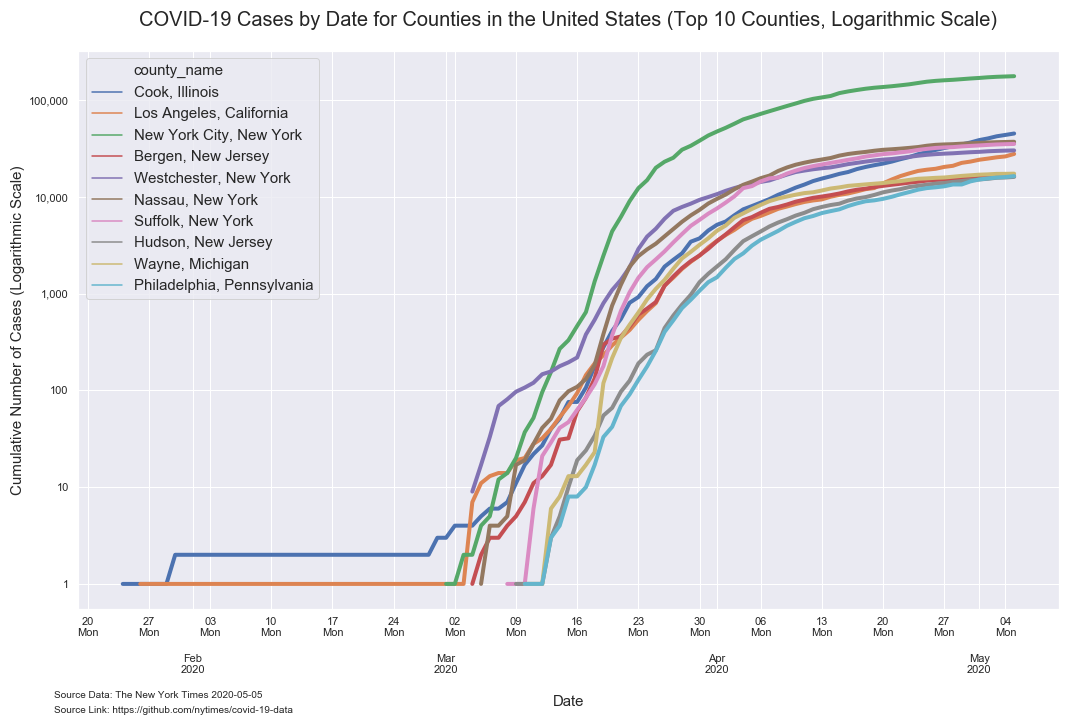 COVID-19 Cases by Date for Counties in the United States (Top 10 Counties, Logarithmic Scale)
Cumulative Number of Cases (Logarithmic Scale)
county_name
Cook, Illinois
Los Angeles, California
New York City, New York
Bergen, New Jersey
Westchester, New York
Nassau, New York
Suffolk, New York
Hudson, New Jersey
Wayne, Michigan
Philadelphia, Pennsylvania
100,000
10,000
1,000
100
10
1
20 27 03 10 17 24 02 09 16 23 30 06 13 20 27 04
Mon Mon Mon Mon Mon Mon Mon Mon Mon Mon Mon Mon Mon Mon Mon Mon
Feb Mar Apr May
2020 2020 2020 2020
Date
Source Data: The New York Times 2020-05-05
Source Link: https://github.com/nytimes/covid-19-data